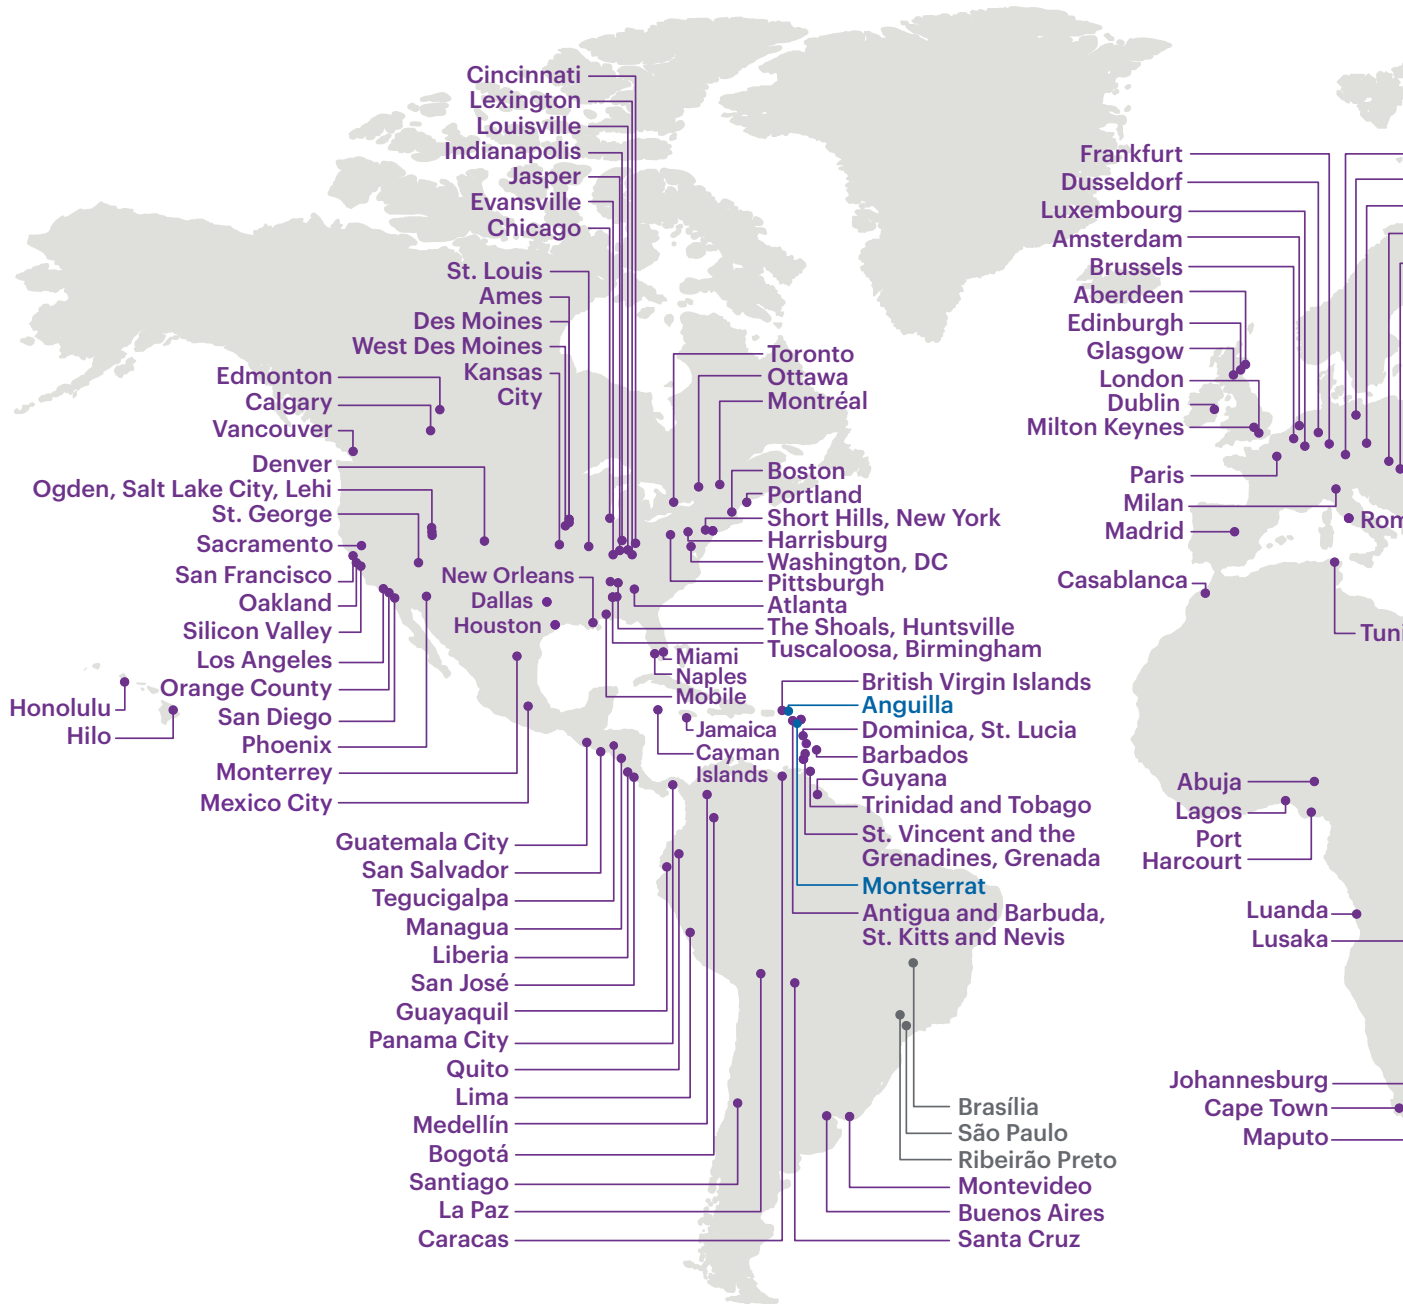 Cincinnati
Lexington
Louisville
Indianapolis
Jasper
Evansville
Chicago
St. Louis
Ames
Des Moines
West Des Moines
Kansas
City
Edmonton
Calgary
Vancouver
Denver
Ogden, Salt Lake City, Lehi
St. George
Sacramento
San Francisco
Oakland
Silicon Valley
Los Angeles
Orange County
San Diego
Phoenix
Monterrey
Mexico City
Honolulu
Hilo
New Orleans
Dallas
Houston
Toronto
Ottawa
Montréal
Boston
Portland
Short Hills, New York
Harrisburg
Washington, DC
Pittsburgh
Atlanta
The Shoals, Huntsville
Tuscaloosa, Birmingham
Miami
Naples
Mobile
Jamaica
Cayman
Islands
British Virgin Islands
Anguilla
Dominica, St. Lucia
Barbados
Guyana
Trinidad and Tobago
St. Vincent and the
Grenadines, Grenada
Montserrat
Antigua and Barbuda,
St. Kitts and Nevis
Guatemala City
San Salvador
Tegucigalpa
Managua
Liberia
San José
Guayaquil
Panama City
Quito
Lima
Medellín
Bogotá
Santiago
La Paz
Caracas
Brasília
São Paulo
Ribeirão Preto
Montevideo
Buenos Aires
Santa Cruz
Frankfurt
Dusseldorf
Luxembourg
Amsterdam
Brussels
Aberdeen
Edinburgh
Glasgow
London
Dublin
Milton Keynes
Paris
Milan
Madrid
Rom
Casablanca
Tuni
Abuja
Lagos
Port
Harcourt
Luanda
Lusaka
Johannesburg
Cape Town
Maputo